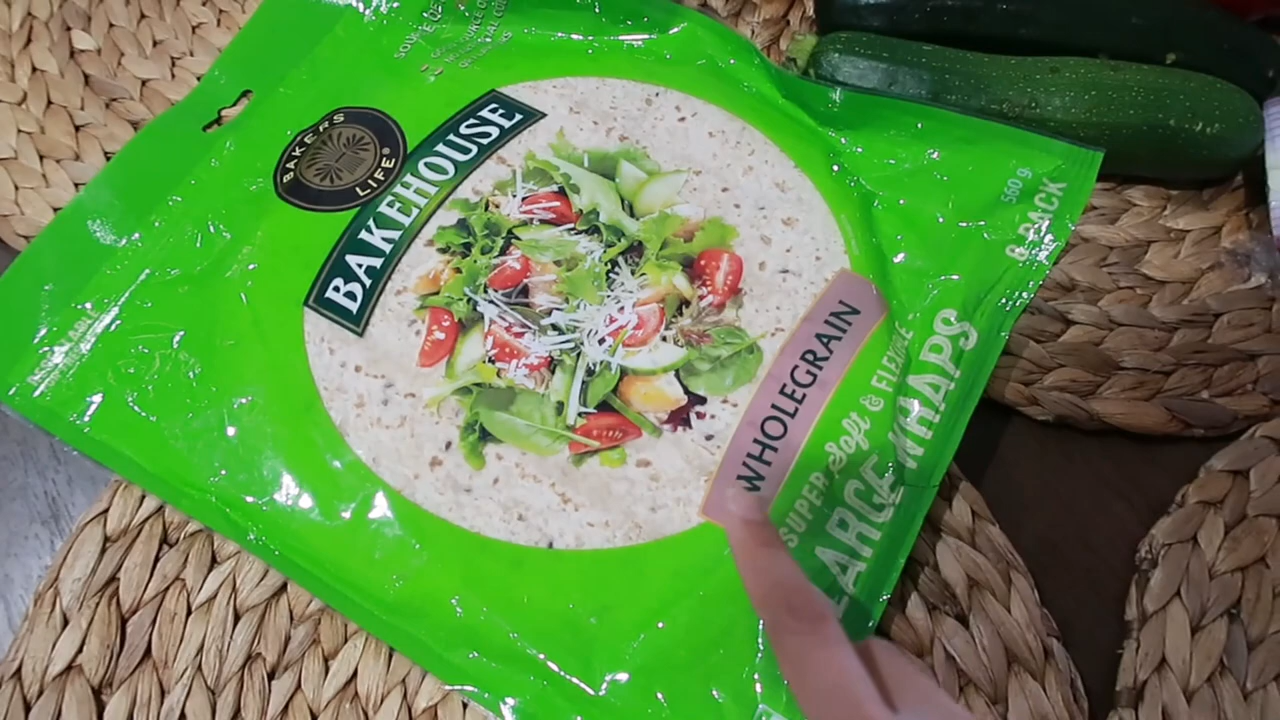 BAKERS
LIFE®
BAKEHOUSE
WHOLEGRAIN
SUPER Soft & FLEXIBLE
LARGE WRAPS
560 g
8 PACK